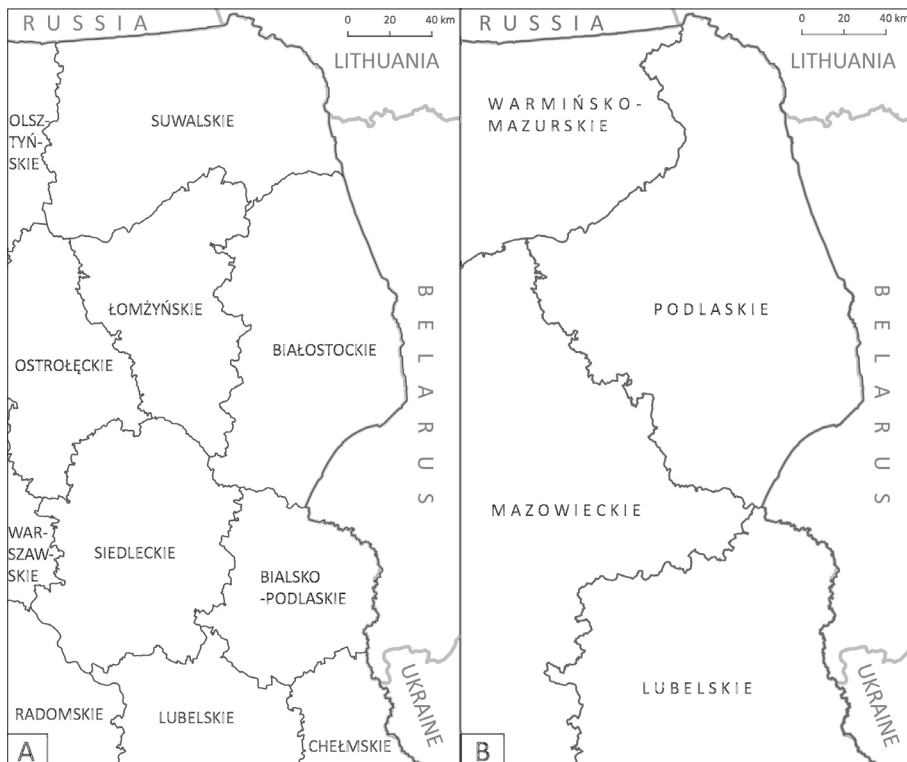 RUSSIA
0 20 40 km
LITHUANIA
OLSZ-
TYŃ-
SKIE
SUWALSKIE
ŁOMŻYŃSKIE
BIAŁOSTOCKIE
OSTROŁĘCKIE
BELARUS
WAR-
SZAW-
SKIE
SIEDLECKIE
BIALSKO
-PODLASKIE
RADOMSKIE
LUBELSKIE
CHEŁMSKIE
UKRAINE
A
RUSSIA
0 20 40 km
LITHUANIA
WARMIŃSKO-
MAZURSKIE
PODLASKIE
BELARUS
MAZOWIECKIE
LUBELSKIE
UKRAINE
B